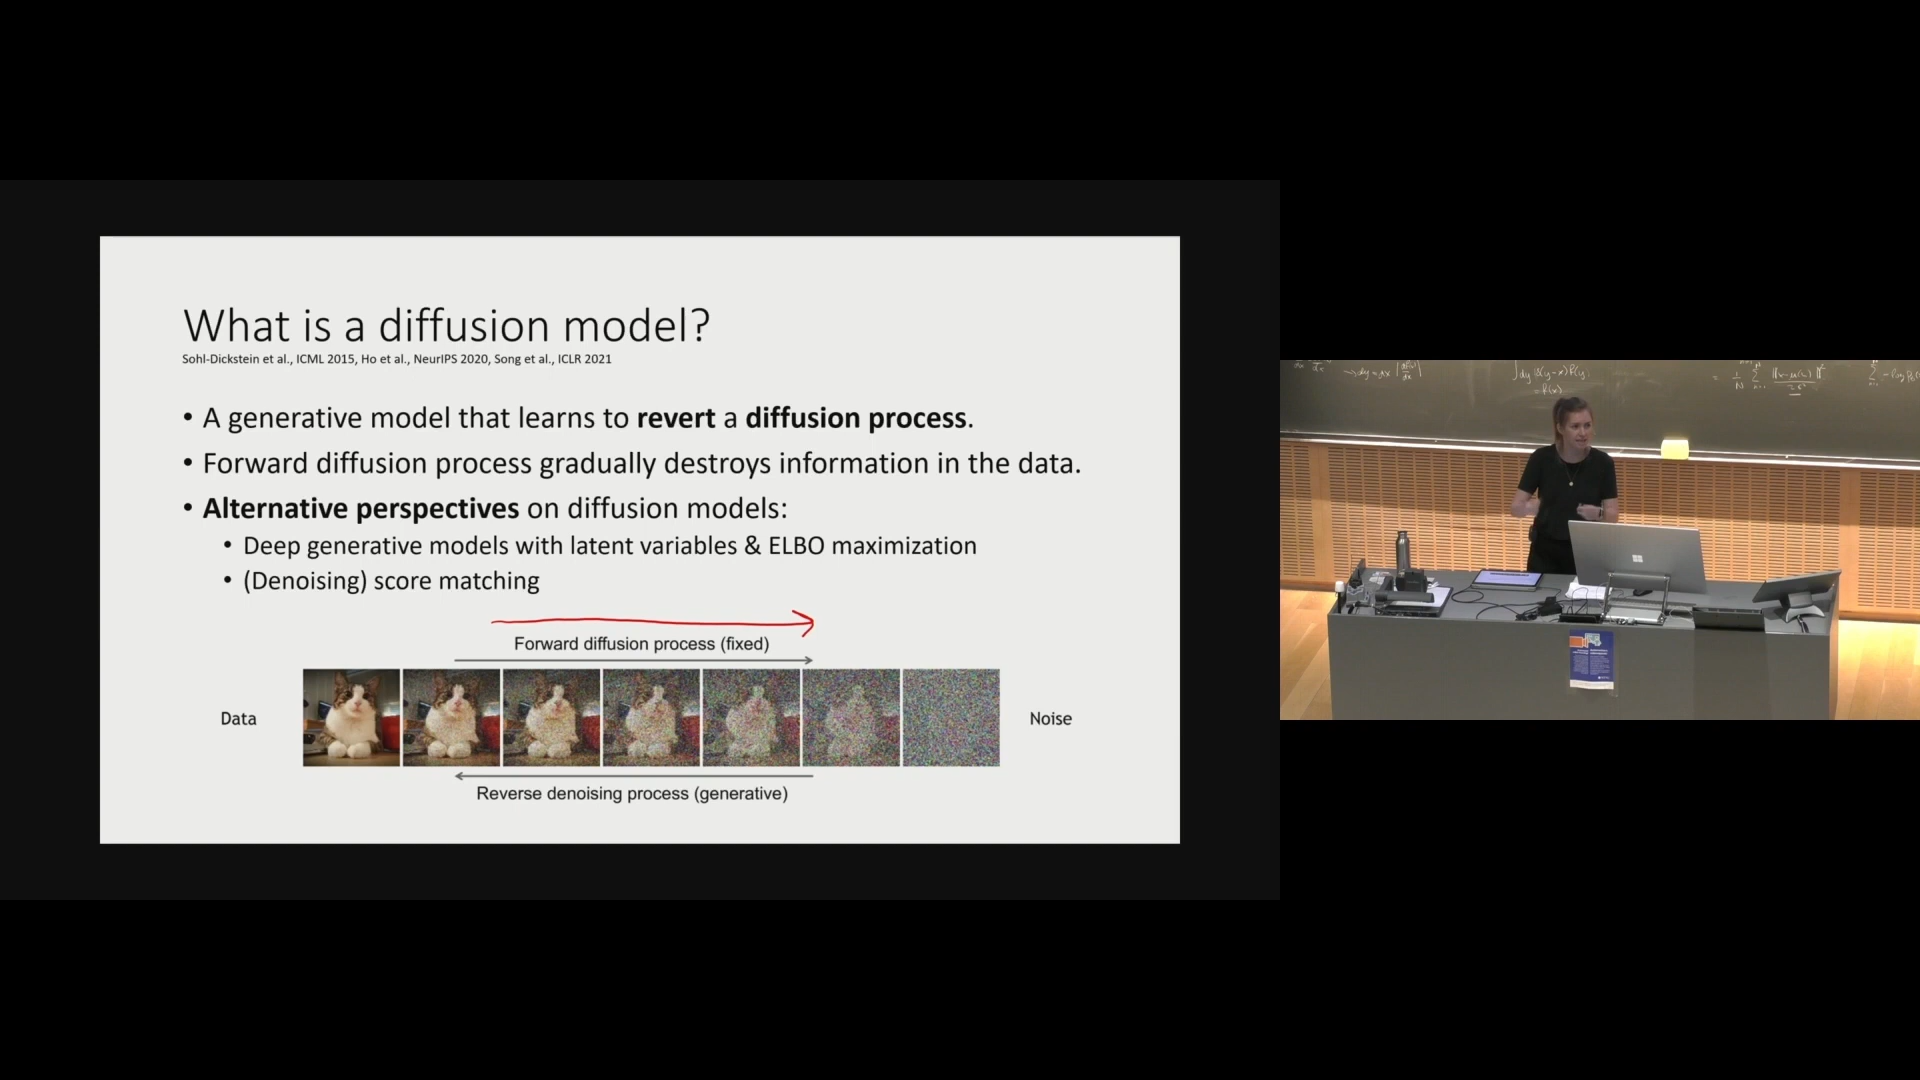 What is a diffusion model?
Sohl-Dickstein et al., ICML 2015, Ho et al., NeurIPS 2020, Song et al., ICLR 2021
• A generative model that learns to revert a diffusion process.
• Forward diffusion process gradually destroys information in the data.
• Alternative perspectives on diffusion models:
• Deep generative models with latent variables & ELBO maximization
• (Denoising) score matching
Forward diffusion process (fixed)
Data
Noise
Reverse denoising process (generative)